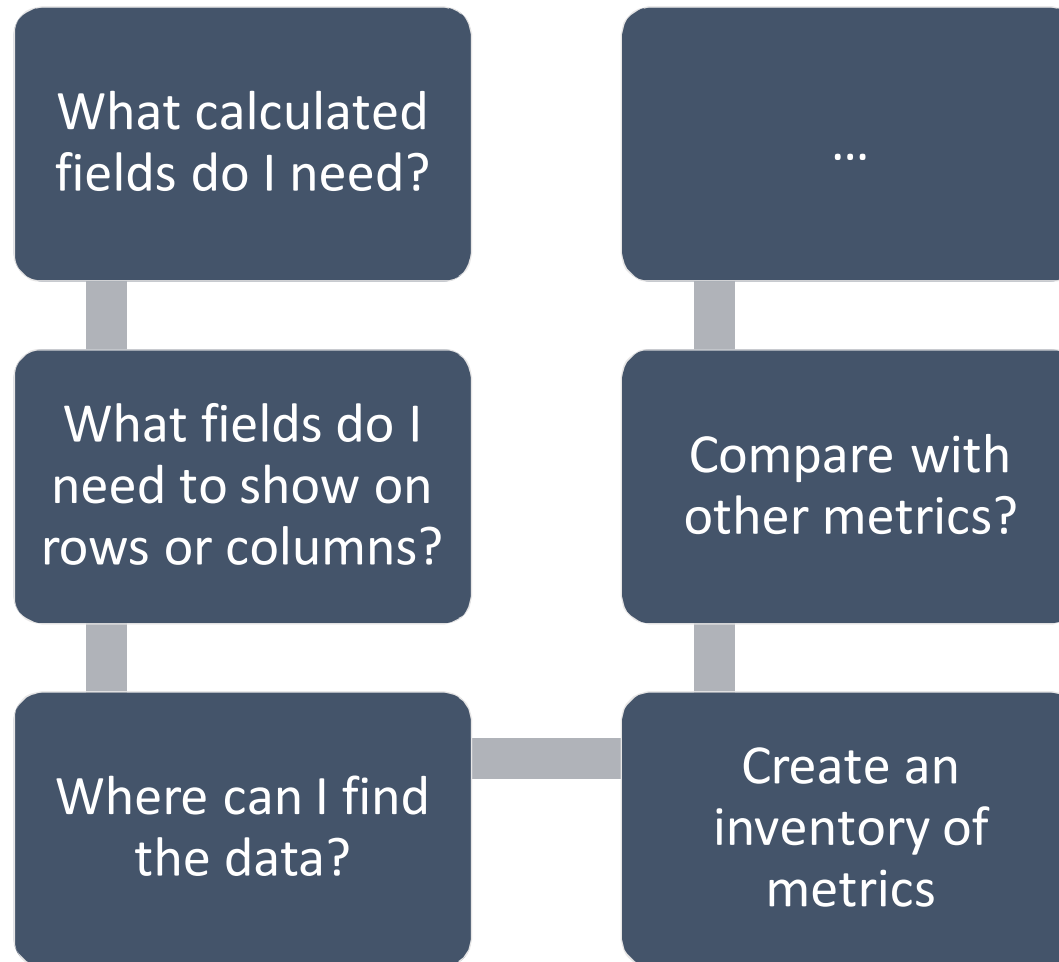 What calculated
fields do I need?
What fields do I
need to show on
rows or columns?
Where can I find
the data?
Create an
inventory of
metrics
Compare with
other metrics?
...